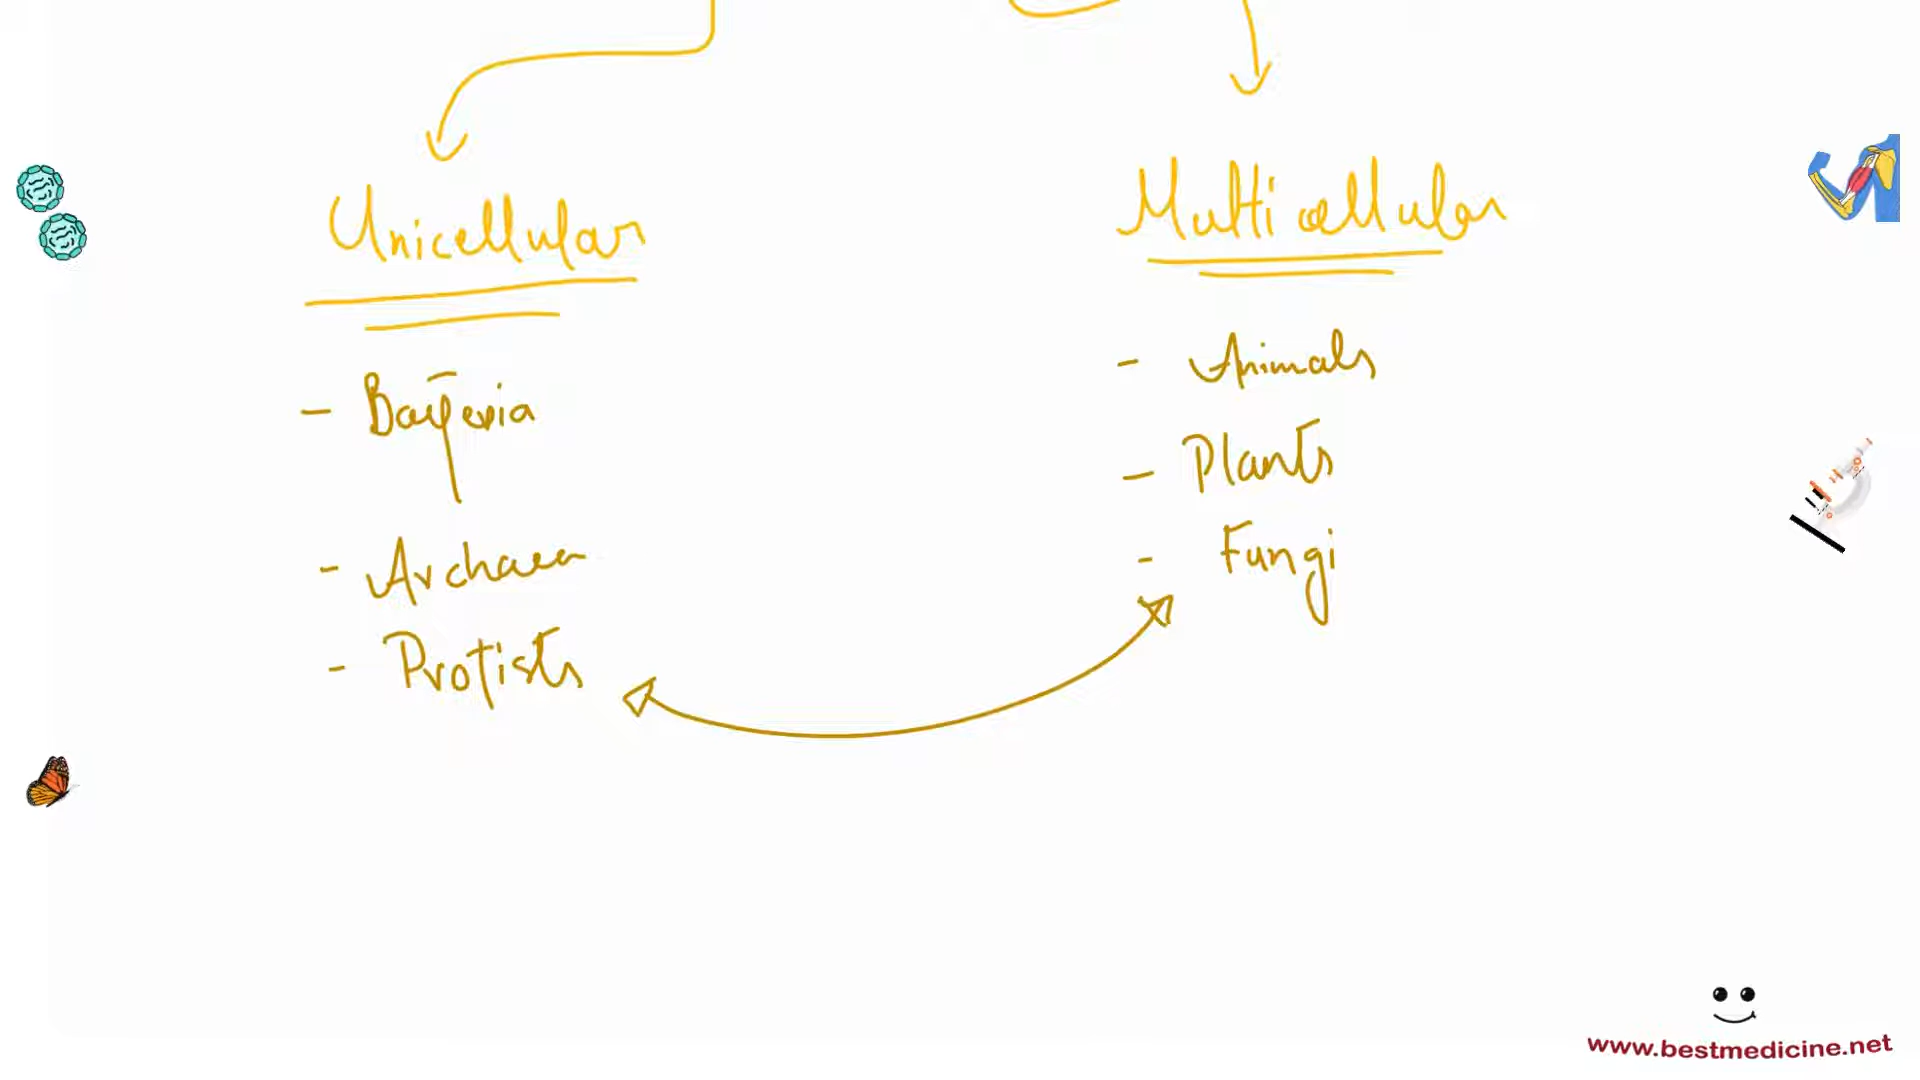 Unicellular
- Bacteria
- Archaea
- Protists
Multicellular
- Animals
- Plants
- Fungi
www.bestmedicine.net